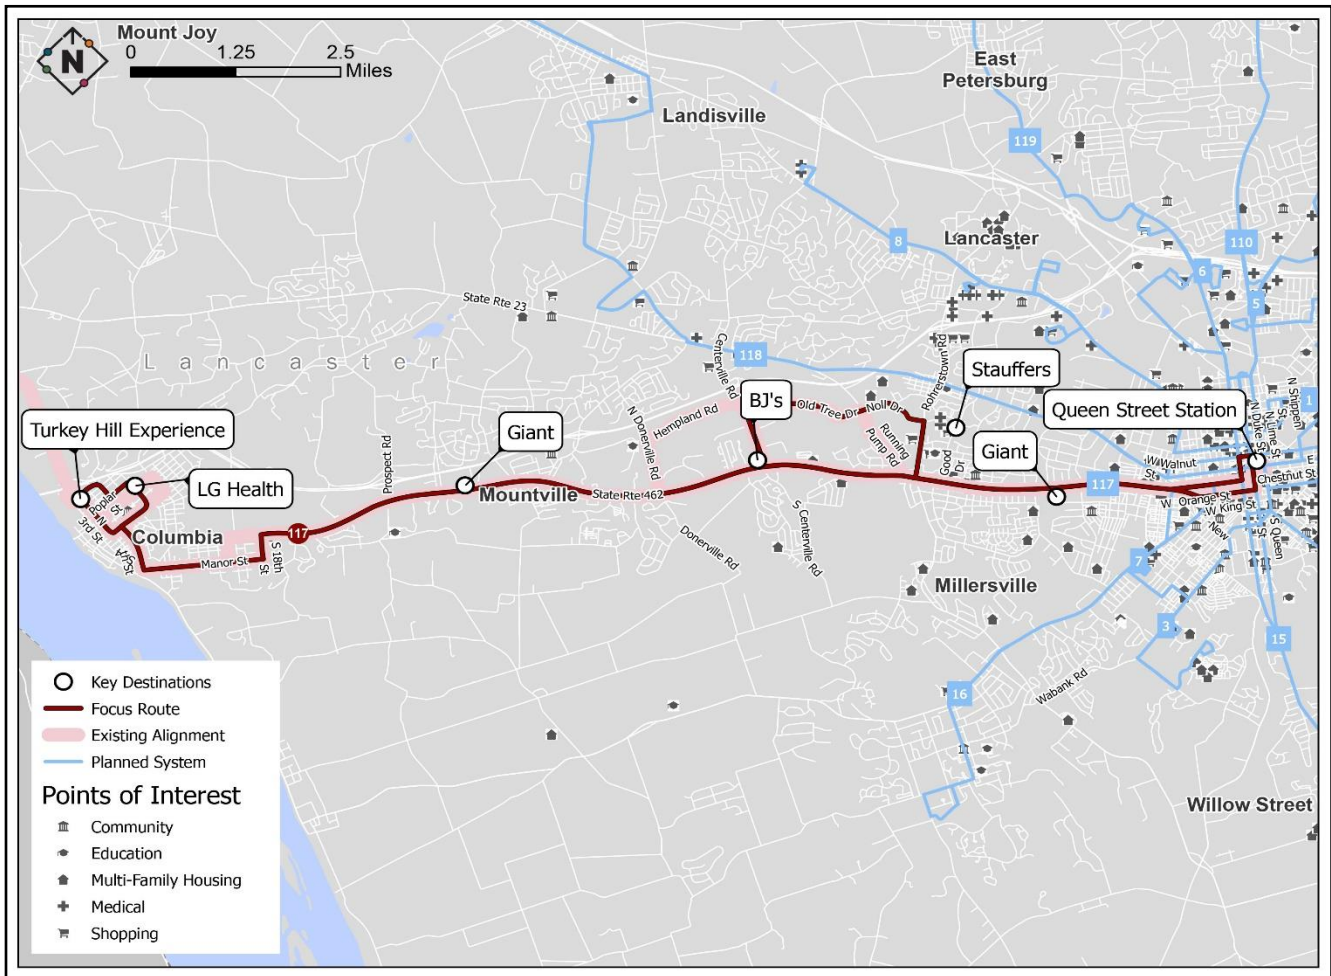 Mount Joy
N
0 1.25 2.5
Miles
East
Petersburg
Landisville
119
8
Lancaster
110
6
5
State Rte 23
Lancaster
118
Centerville Rd
Rohrerstown Rd
Stauffers
N Shippen
1
BJ's
Old Tree Dr
Noll Dr
Queen Street Station
N Duke St
N Lime St
Turkey Hill Experience
Hempland Rd
N Donerville Rd
Running
Pump Rd
Good
Dr
Giant
Giant
Prospect Rd
W Walnut
St
Chestnut St
E
LG Health
Poplar
St
Mountville
State Rte 462
117
W Orange St
W King St
N
3rd St
Columbia
117
S 18th
St
Manor St
S 4th
St
S Centerville
Rd
Donerville Rd
New
S Queen
St
7
Millersville
3
15
16
Wabank Rd
Willow Street
Key Destinations
Focus Route
Existing Alignment
Planned System
Points of Interest
Community
Education
Multi-Family Housing
Medical
Shopping